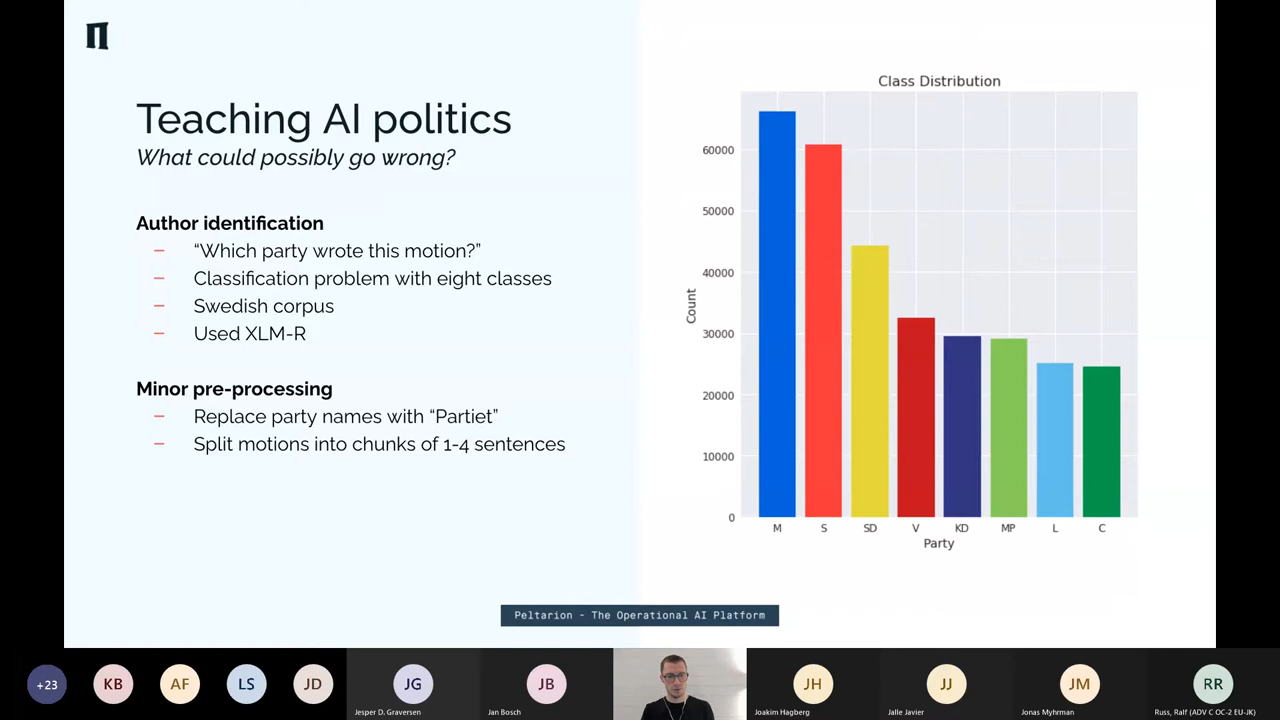 Teaching AI politics
What could possibly go wrong?
Author identification
– “Which party wrote this motion?”
– Classification problem with eight classes
– Swedish corpus
– Used XLM-R
Minor pre-processing
– Replace party names with “Partiet”
– Split motions into chunks of 1-4 sentences
Class Distribution
60000
50000
40000
30000
20000
10000
0
Count
M S SD V KD MP L C
Party
Peltarion - The Operational AI Platform
+23 KB AF LS JD JG JB JH JJ JM RR
Jesper D. Graversen Jan Bosch Joakim Hagberg Jalle Javier Jonas Myhrman Russ, Ralf (ADV C OC-2 EU-JK)